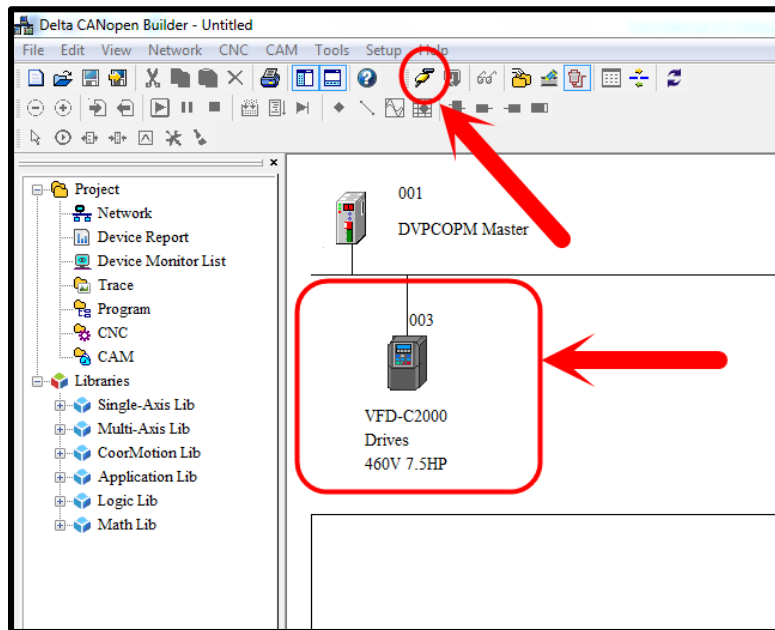 Delta CANopen Builder - Untitled
File Edit View Network CNC CAM Tools Setup Help
Project
Network
Device Report
Device Monitor List
Trace
Program
CNC
CAM
Libraries
Single-Axis Lib
Multi-Axis Lib
CoorMotion Lib
Application Lib
Logic Lib
Math Lib
001
DVPCOPM Master
003
VFD-C2000
Drives
460V 7.5HP